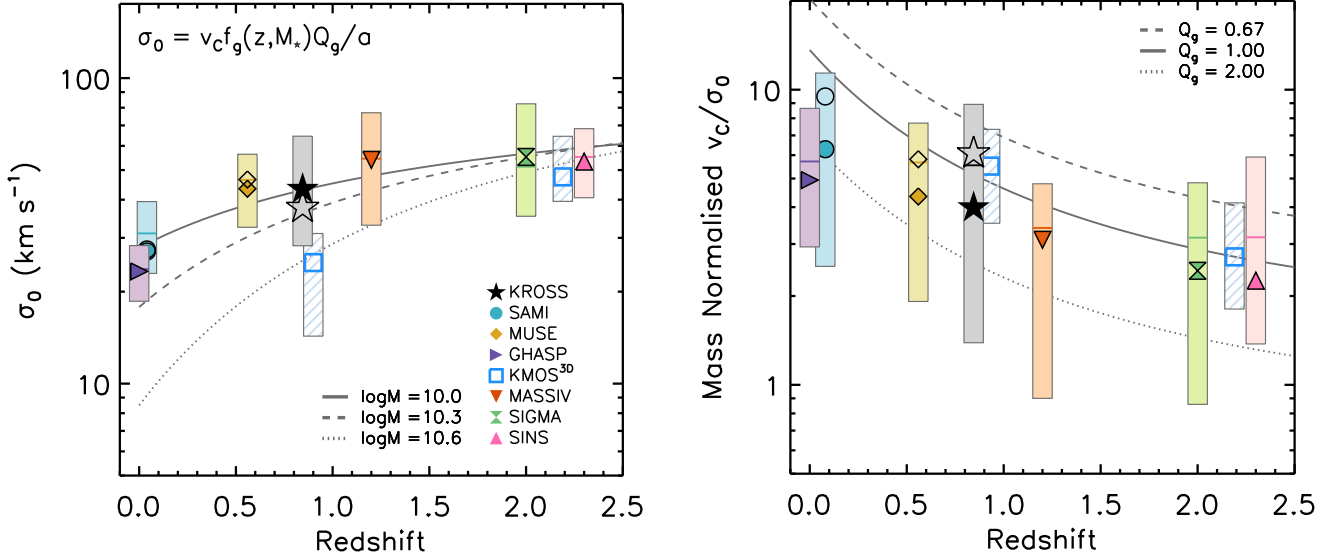 σ₀ = v_C f_g(z,M_*)Q_g/a
100
10
σ₀ (km s⁻¹)
KROSS
SAMI
MUSE
GHASP
KMOS³ᴰ
MASSIV
SIGMA
SINS
logM =10.0
logM =10.3
logM =10.6
0.0 0.5 1.0 1.5 2.0 2.5
Redshift
Q_g = 0.67
Q_g = 1.00
Q_g = 2.00
10
1
Mass Normalised v_C/σ₀
0.0 0.5 1.0 1.5 2.0 2.5
Redshift